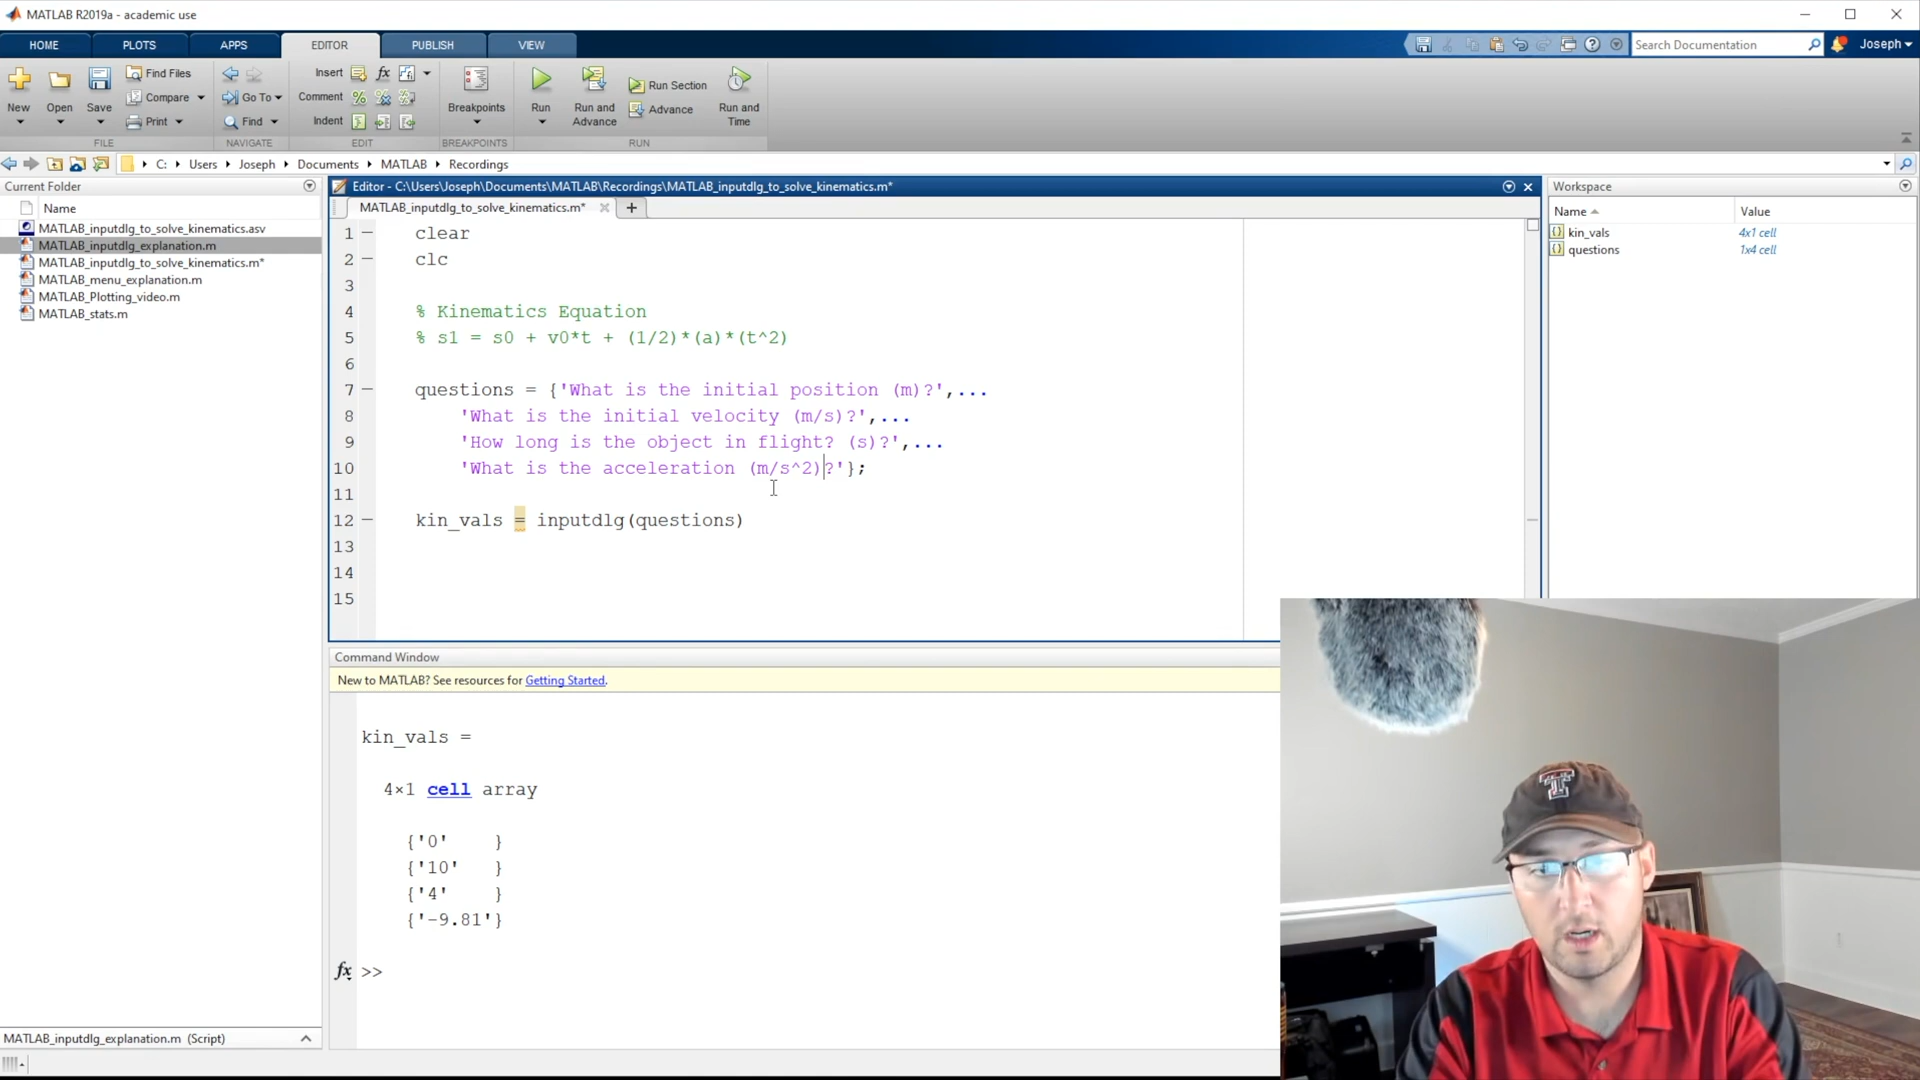 MATLAB R2019a - academic use
HOME PLOTS APPS EDITOR PUBLISH VIEW
Search Documentation
Joseph
New Open Save
Find Files
Compare
Print
FILE
Go To
Find
NAVIGATE
Insert
Comment
Indent
EDIT
fx
Breakpoints
BREAKPOINTS
Run
Run and Advance
Run Section
Advance
Run and Time
RUN
C: Users Joseph Documents MATLAB Recordings
Current Folder
Name
MATLAB_inputdlg_to_solve_kinematics.asv
MATLAB_inputdlg_explanation.m
MATLAB_inputdlg_to_solve_kinematics.m*
MATLAB_menu_explanation.m
MATLAB_Plotting_video.m
MATLAB_stats.m
MATLAB_inputdlg_explanation.m (Script)
Editor - C:\Users\Joseph\Documents\MATLAB\Recordings\MATLAB_inputdlg_to_solve_kinematics.m*
MATLAB_inputdlg_to_solve_kinematics.m*
1 clear
2 clc
3
4 % Kinematics Equation
5 % s1 = s0 + v0*t + (1/2)*(a)*(t^2)
6
7 questions = {'What is the initial position (m)?',...
8 'What is the initial velocity (m/s)?',...
9 'How long is the object in flight? (s)?',...
10 'What is the acceleration (m/s^2)?'};
11
12 kin_vals = inputdlg(questions)
13
14
15
Command Window
New to MATLAB? See resources for Getting Started.
kin_vals =
4×1 cell array
{'0' }
{'10' }
{'4' }
{'-9.81'}
fx >>
Workspace
Name Value
kin_vals 4x1 cell
questions 1x4 cell